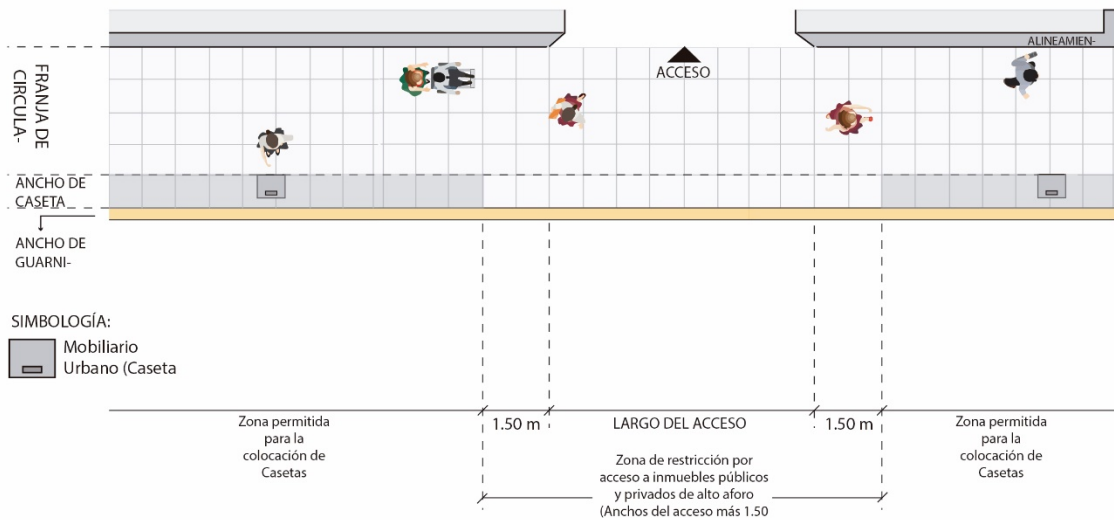 ALINEAMIEN-
ACCESO
FRANJA DE
CIRCULA-
ANCHO DE
CASETA
ANCHO DE
GUARNI-
SIMBOLOGÍA:
Mobiliario
Urbano (Caseta
Zona permitida
para la
colocación de
Casetas
1.50 m
LARGO DEL ACCESO
1.50 m
Zona permitida
para la
colocación de
Casetas
Zona de restricción por
acceso a inmuebles públicos
y privados de alto aforo
(Anchos del acceso más 1.50